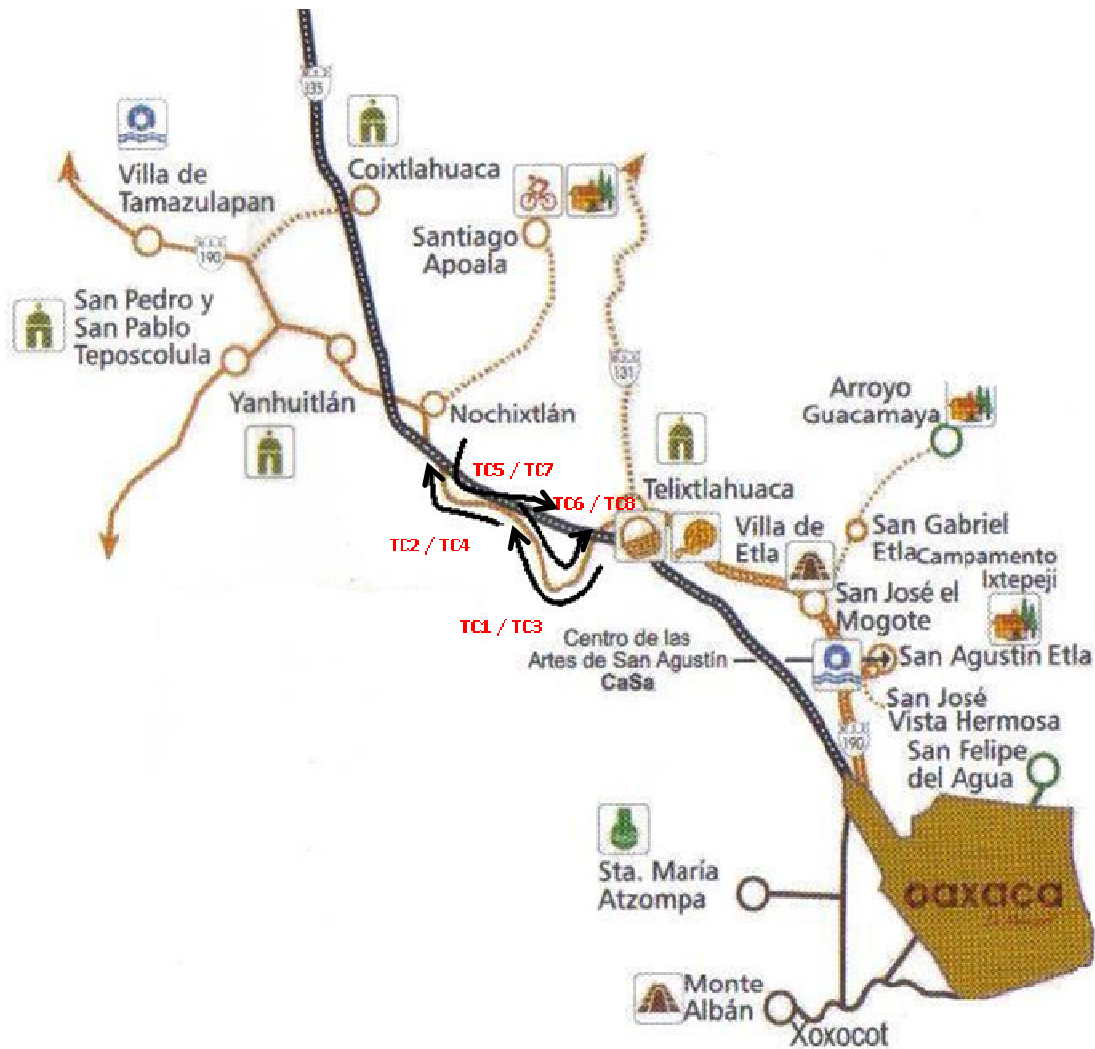 135
Villa de
Tamazulapan
Coixtlahuaca
190
Santiago
Apoala
San Pedro y
San Pablo
Teposcolula
131
Yanhuitlán
Nochixtlán
Arroyo
Guacamaya
TC5 / TC7
TC6 / TC8
TC2 / TC4
TC1 / TC3
Telixtlahuaca
Villa de
Etla
San Gabriel
Etla
Campamento
Ixtepeji
San José el
Mogote
Centro de las
Artes de San Agustín
CaSa
San Agustin Etla
San José
Vista Hermosa
190
San Felipe
del Agua
Sta. María
Atzompa
oaxaca
Monte
Albán
Xoxocot